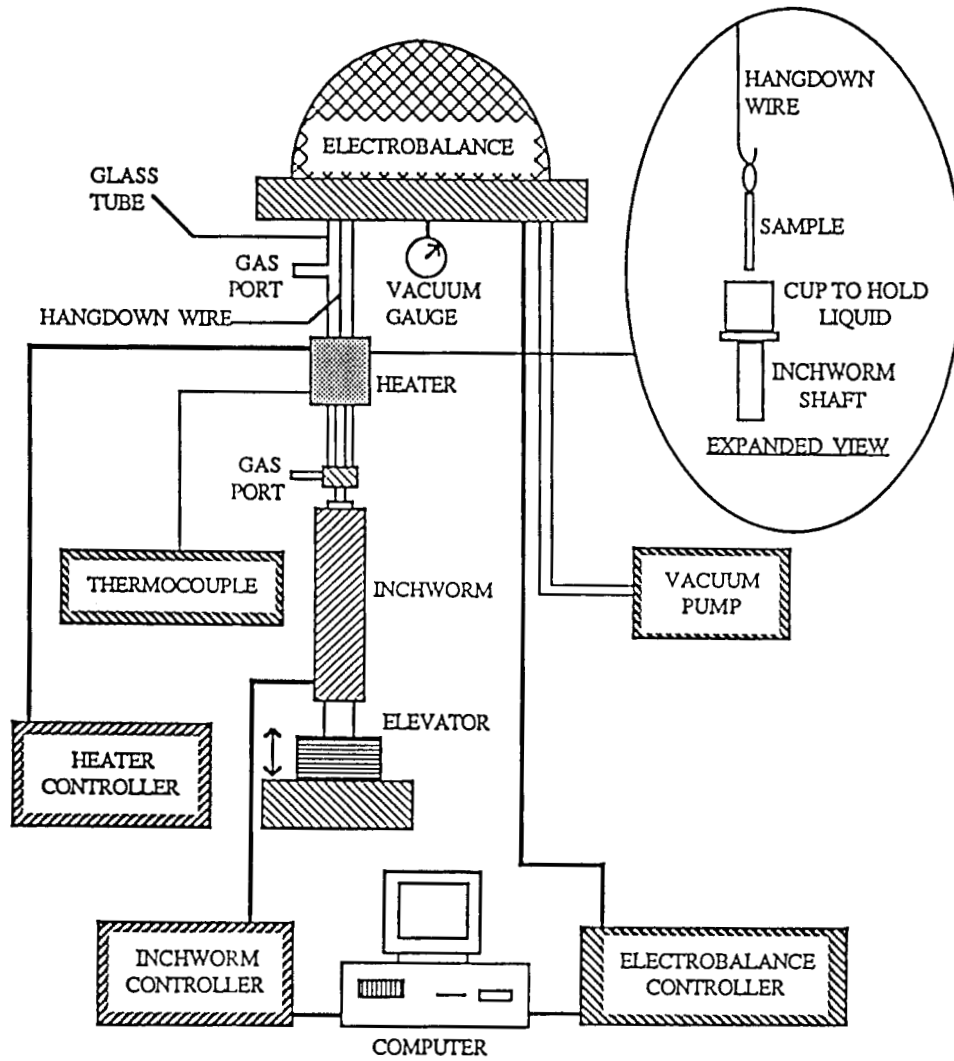 ELECTROBALANCE
GLASS
TUBE
GAS
PORT
HANGDOWN WIRE
VACUUM
GAUGE
HEATER
GAS
PORT
THERMOCOUPLE
INCHWORM
VACUUM
PUMP
ELEVATOR
HEATER
CONTROLLER
INCHWORM
CONTROLLER
COMPUTER
ELECTROBALANCE
CONTROLLER
HANGDOWN
WIRE
SAMPLE
CUP TO HOLD
LIQUID
INCHWORM
SHAFT
EXPANDED VIEW